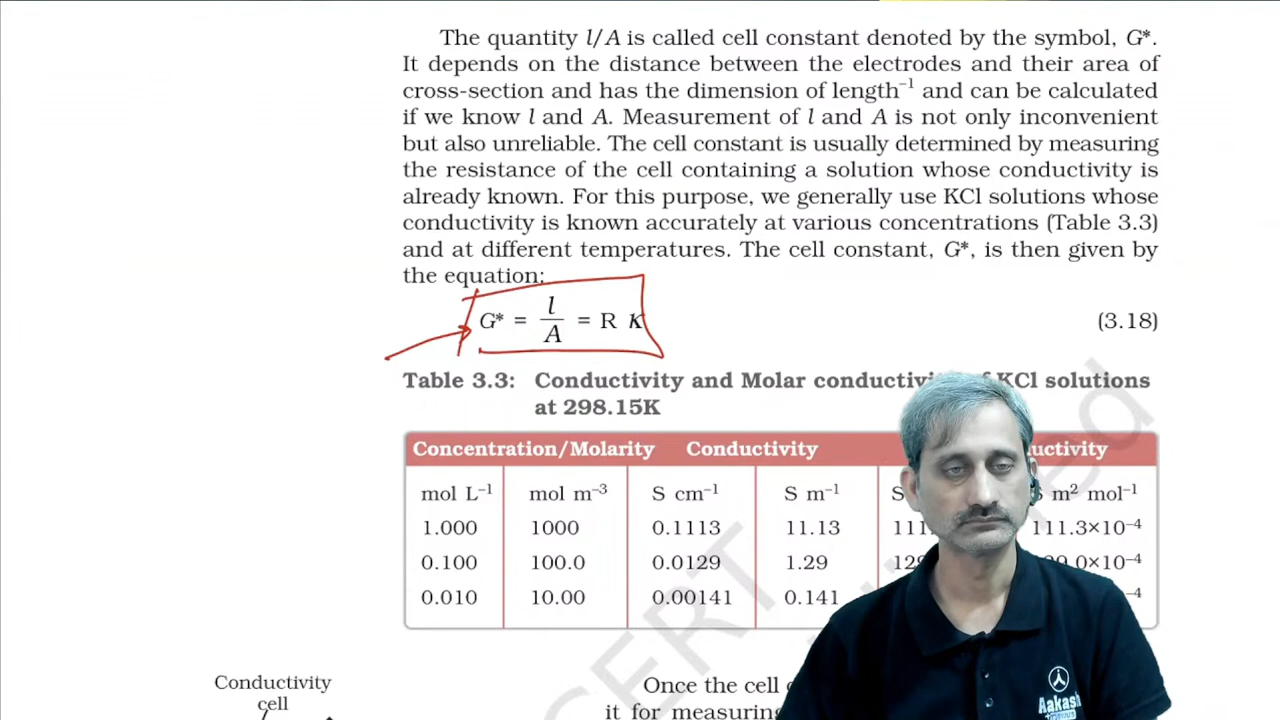 The quantity l/A is called cell constant denoted by the symbol, G*.
It depends on the distance between the electrodes and their area of
cross-section and has the dimension of length⁻¹ and can be calculated
if we know l and A. Measurement of l and A is not only inconvenient
but also unreliable. The cell constant is usually determined by measuring
the resistance of the cell containing a solution whose conductivity is
already known. For this purpose, we generally use KCl solutions whose
conductivity is known accurately at various concentrations (Table 3.3)
and at different temperatures. The cell constant, G*, is then given by
the equation:
G* = l/A = R κ (3.18)
Table 3.3: Conductivity and Molar of KCl solutions
at 298.15K
Concentration/Molarity Conductivity
mol L⁻¹ mol m⁻³ S cm⁻¹ S m⁻¹ S m² mol⁻¹
1.000 1000 0.1113 11.13 111.3×10⁻⁴
0.100 100.0 0.0129 1.29
0.010 10.00 0.00141 0.141
Conductivity
cell
Once the cell
it for measuring
Aakash